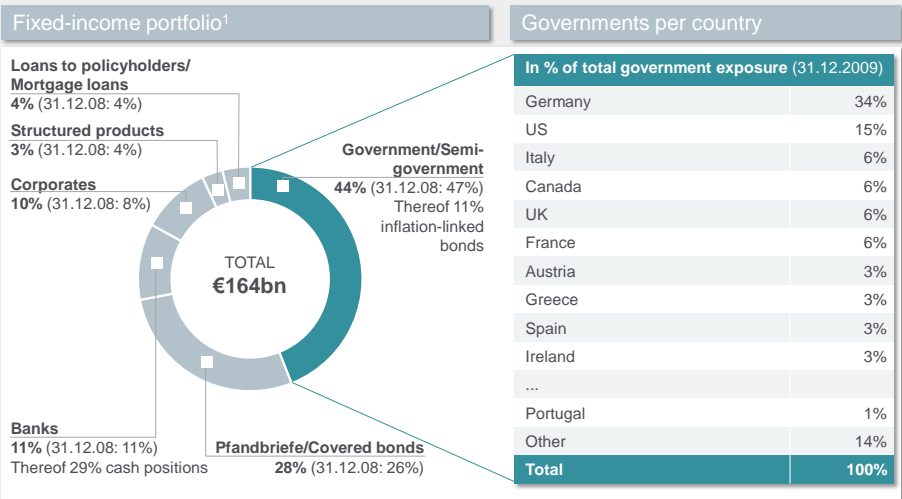 Fixed-income portfolio¹
Loans to policyholders/
Mortgage loans
4% (31.12.08: 4%)
Structured products
3% (31.12.08: 4%)
Corporates
10% (31.12.08: 8%)
Government/Semi-
government
44% (31.12.08: 47%)
Thereof 11%
inflation-linked
bonds
TOTAL
€164bn
Banks
11% (31.12.08: 11%)
Thereof 29% cash positions
Pfandbriefe/Covered bonds
28% (31.12.08: 26%)
Governments per country
In % of total government exposure (31.12.2009)
Germany 34%
US 15%
Italy 6%
Canada 6%
UK 6%
France 6%
Austria 3%
Greece 3%
Spain 3%
Ireland 3%
...
Portugal 1%
Other 14%
Total 100%